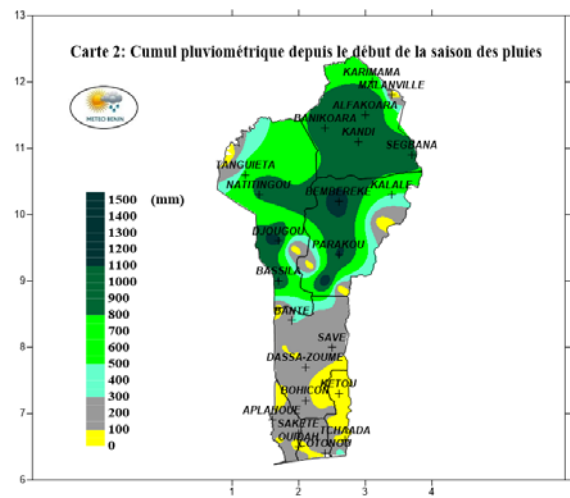 13
Carte 2: Cumul pluviométrique depuis le début de la saison des pluies
KARIMAMA
MALANVILLE
12
METEO BENIN
ALFAKOARA
BANIKOARA
KANDI
SEGBANA
11
TANGUIETA
NATITINGOU
BEMBEREKE
KALALE
1500 (mm)
1400
1300
1200
1100
1000
900
800
700
500
400
300
200
100
0
10
DJOUGOU
PARAKOU
BASSILA
9
BANTE
SAVE
8
DASSA-ZOUME
KETOU
BOHICON
APLAHOUE
7
SAKETE
TCHAADA
OUIDAH
COTONOU
6
1 2 3 4